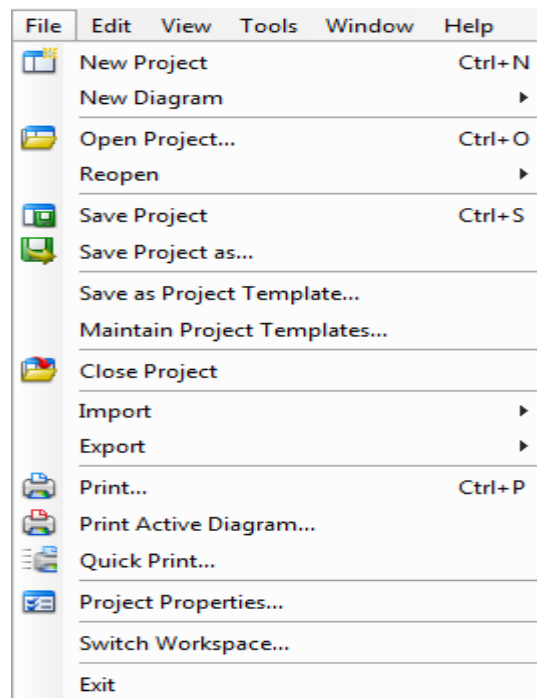 File Edit View Tools Window Help
New Project Ctrl+N
New Diagram
Open Project... Ctrl+O
Reopen
Save Project Ctrl+S
Save Project as...
Save as Project Template...
Maintain Project Templates...
Close Project
Import
Export
Print... Ctrl+P
Print Active Diagram...
Quick Print...
Project Properties...
Switch Workspace...
Exit